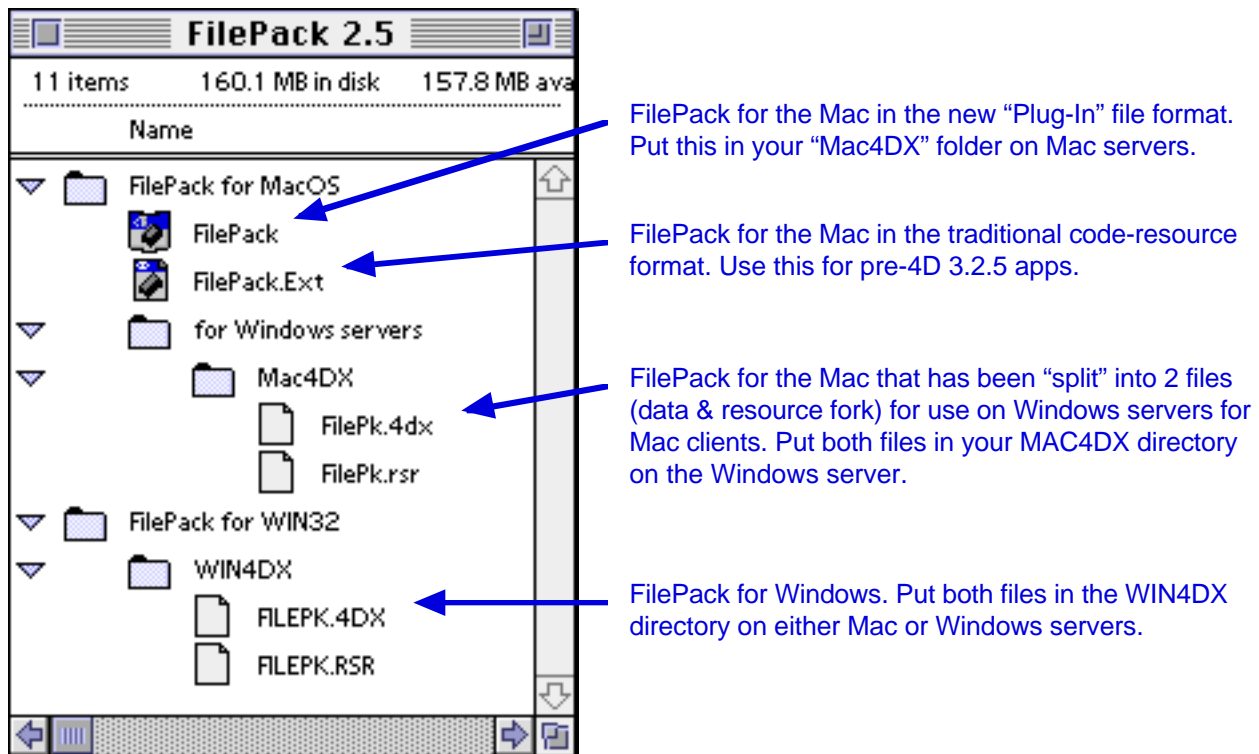 FilePack 2.5
11 items 160.1 MB in disk 157.8 MB ava
Name
FilePack for MacOS
FilePack
FilePack.Ext
for Windows servers
Mac4DX
FilePk.4dx
FilePk.rsr
FilePack for WIN32
WIN4DX
FILEPK.4DX
FILEPK.RSR
FilePack for the Mac in the new “Plug-In” file format.
Put this in your “Mac4DX” folder on Mac servers.
FilePack for the Mac in the traditional code-resource
format. Use this for pre-4D 3.2.5 apps.
FilePack for the Mac that has been “split” into 2 files
(data & resource fork) for use on Windows servers for
Mac clients. Put both files in your MAC4DX directory
on the Windows server.
FilePack for Windows. Put both files in the WIN4DX
directory on either Mac or Windows servers.